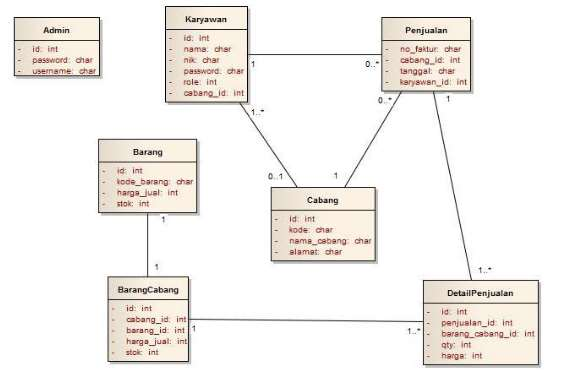 Admin
- id: int
- password: char
- username: char
Karyawan
- id: int
- nama: char
- nik: char
- password: char
- role: int
- cabang_id: int
Penjualan
- no_faktur: char
- cabang_id: int
- tanggal: char
- karyawan_id: int
1
0..*
1..*
0..*
1
0..1
1
Barang
- id: int
- kode_barang: char
- harga_jual: int
- stok: int
Cabang
- id: int
- kode: char
- nama_cabang: char
- alamat: char
1
1
1..*
BarangCabang
- id: int
- cabang_id: int
- barang_id: int
- harga_jual: int
- stok: int
1
1..*
DetailPenjualan
- id: int
- penjualan_id: int
- barang_cabang_id: int
- qty: int
- harga: int